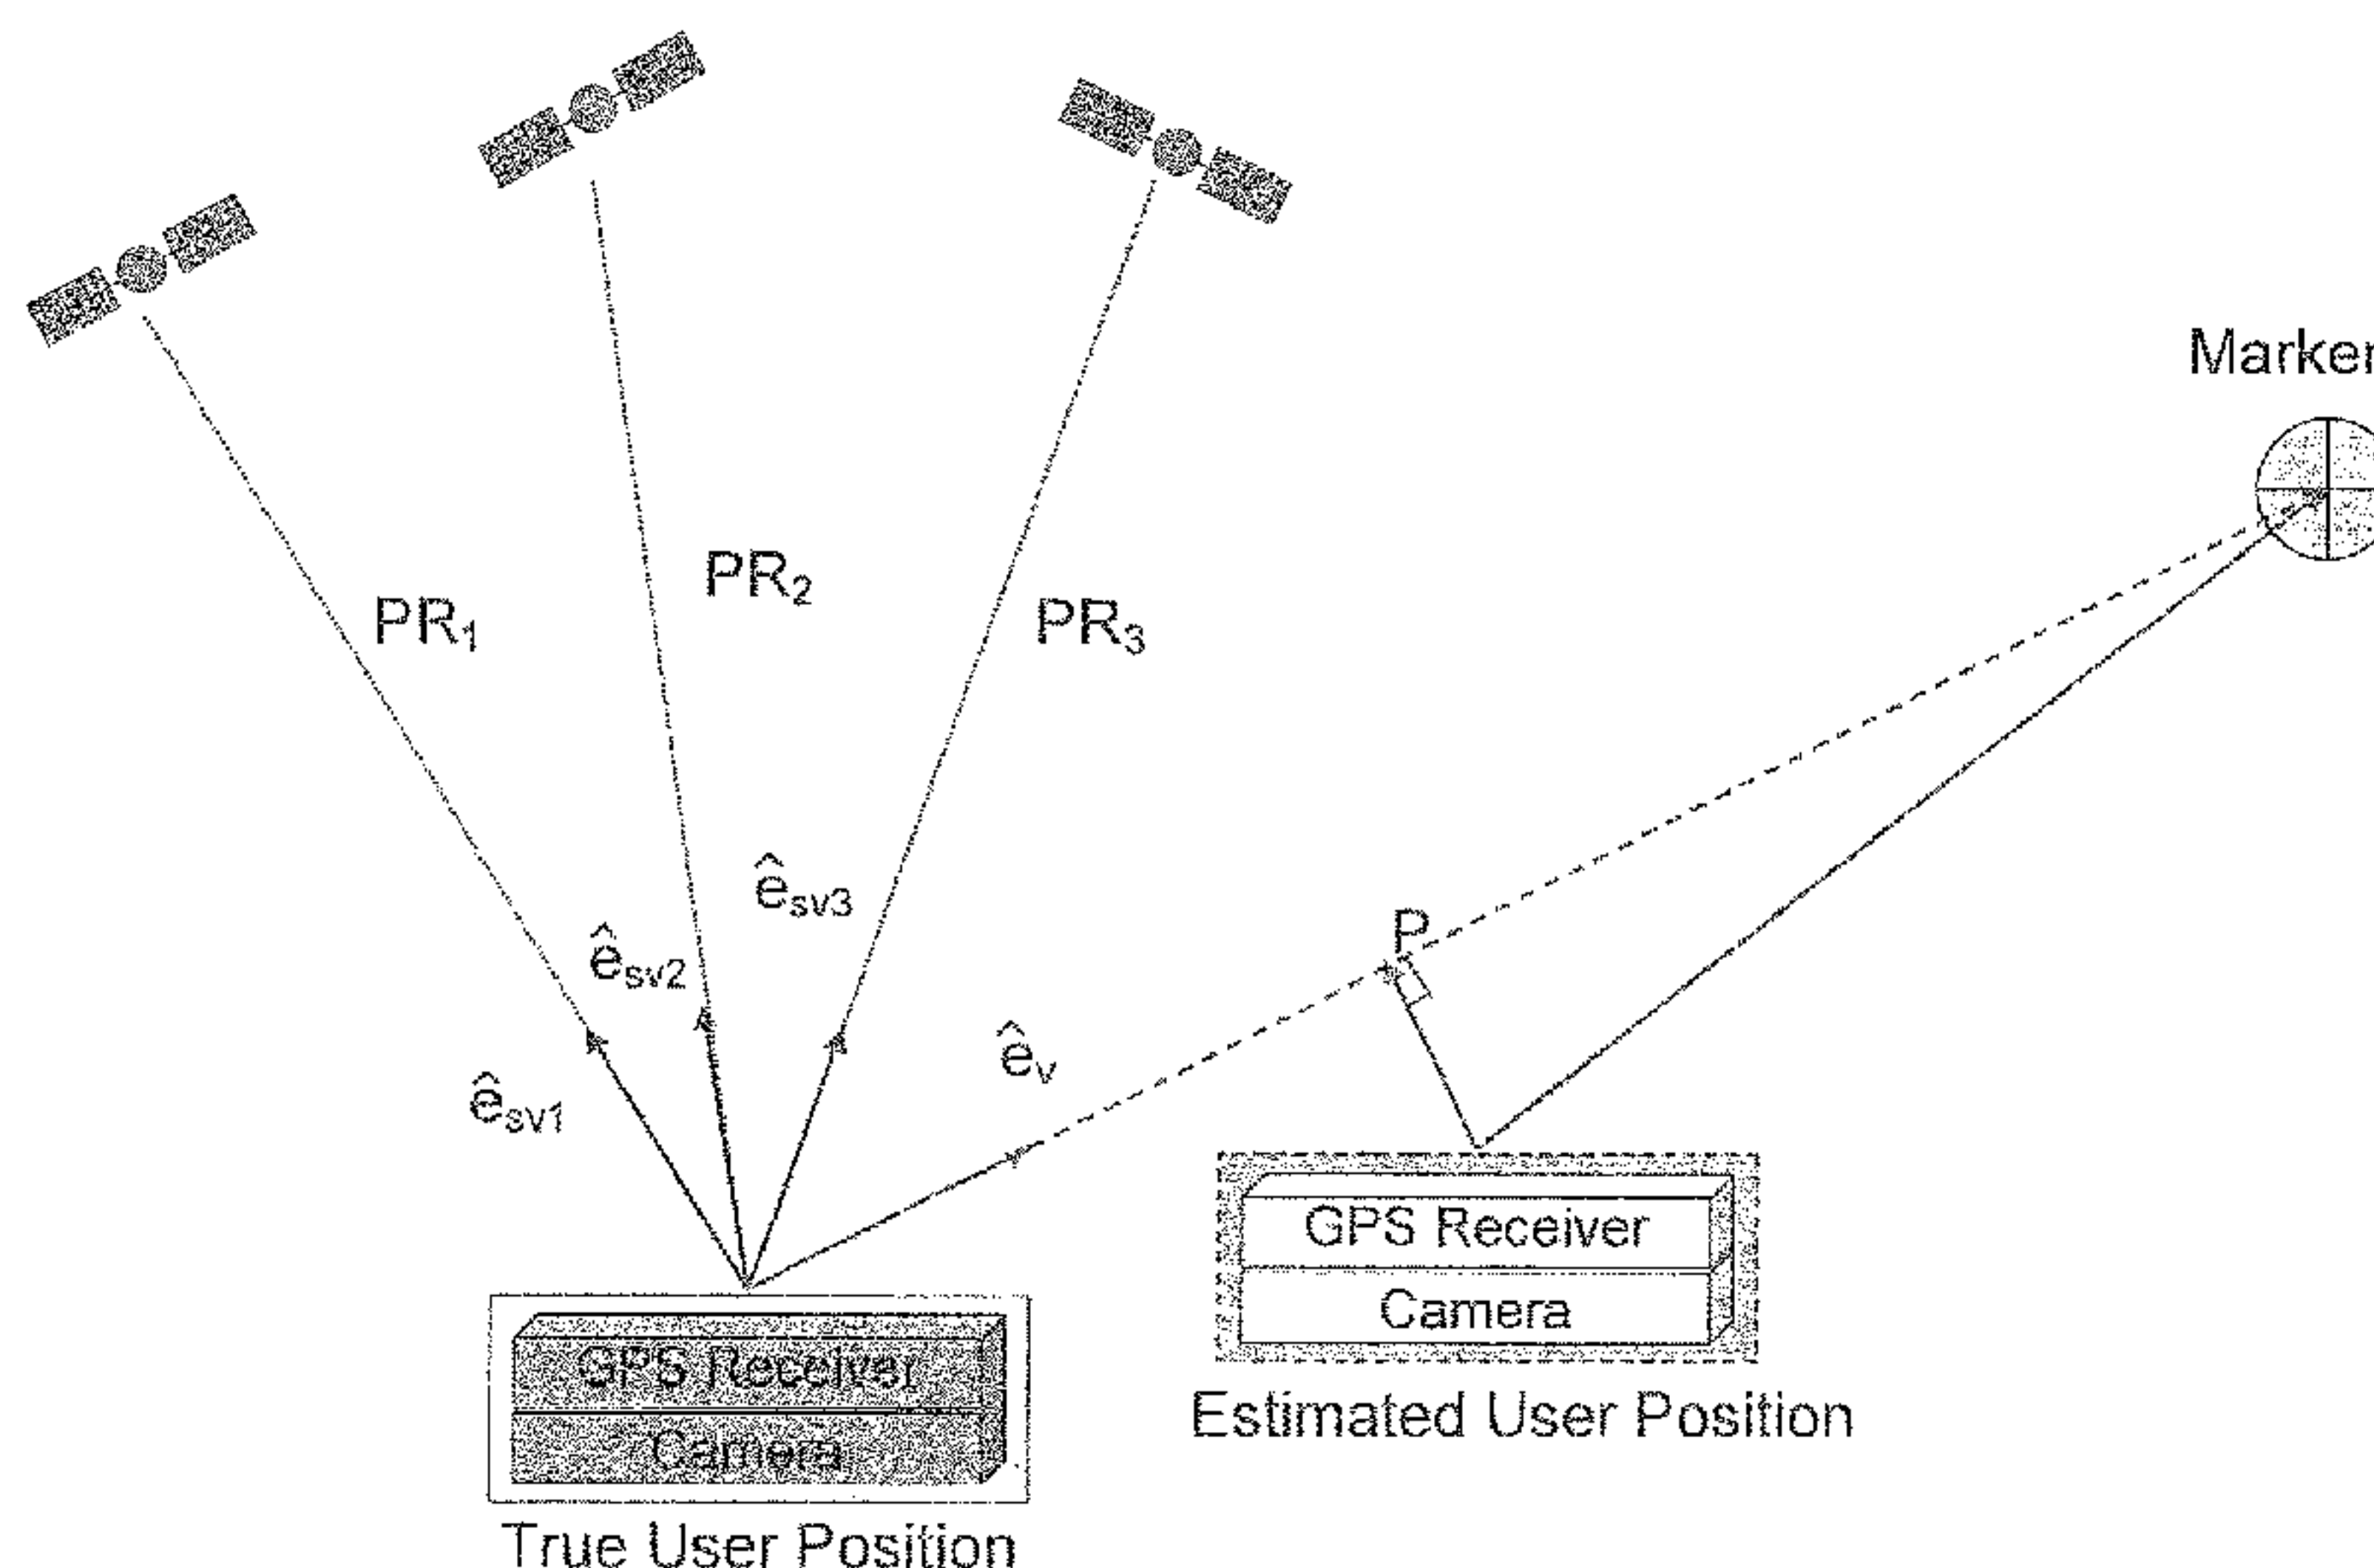 Marker
PR₁
PR₂
PR₃
ê_sv1
ê_sv2
ê_sv3
ê_v
P
GPS Receiver
Camera
Estimated User Position
GPS Receiver
Camera
True User Position